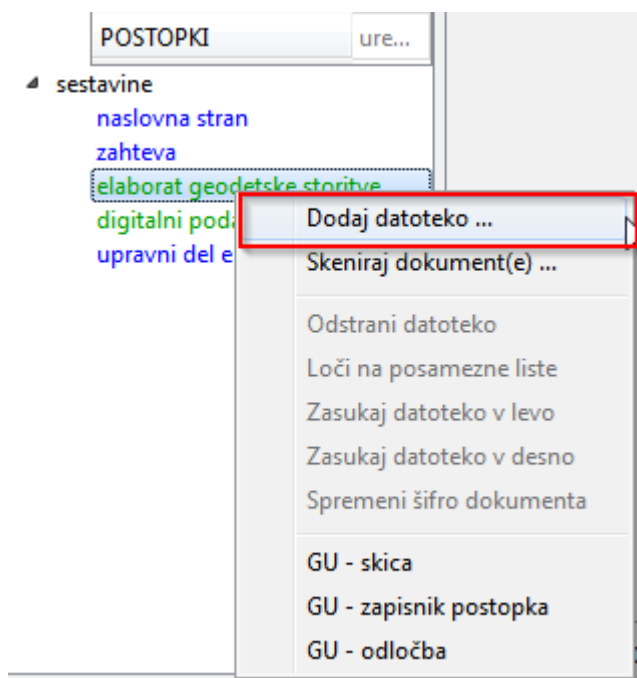 POSTOPKI ure...
sestavine
naslovna stran
zahteva
elaborat geodetske storitve
digitalni poda
upravni del e
Dodaj datoteko ...
Skeniraj dokument(e) ...
Odstrani datoteko
Loči na posamezne liste
Zasukaj datoteko v levo
Zasukaj datoteko v desno
Spremeni šifro dokumenta
GU - skica
GU - zapisnik postopka
GU - odločba